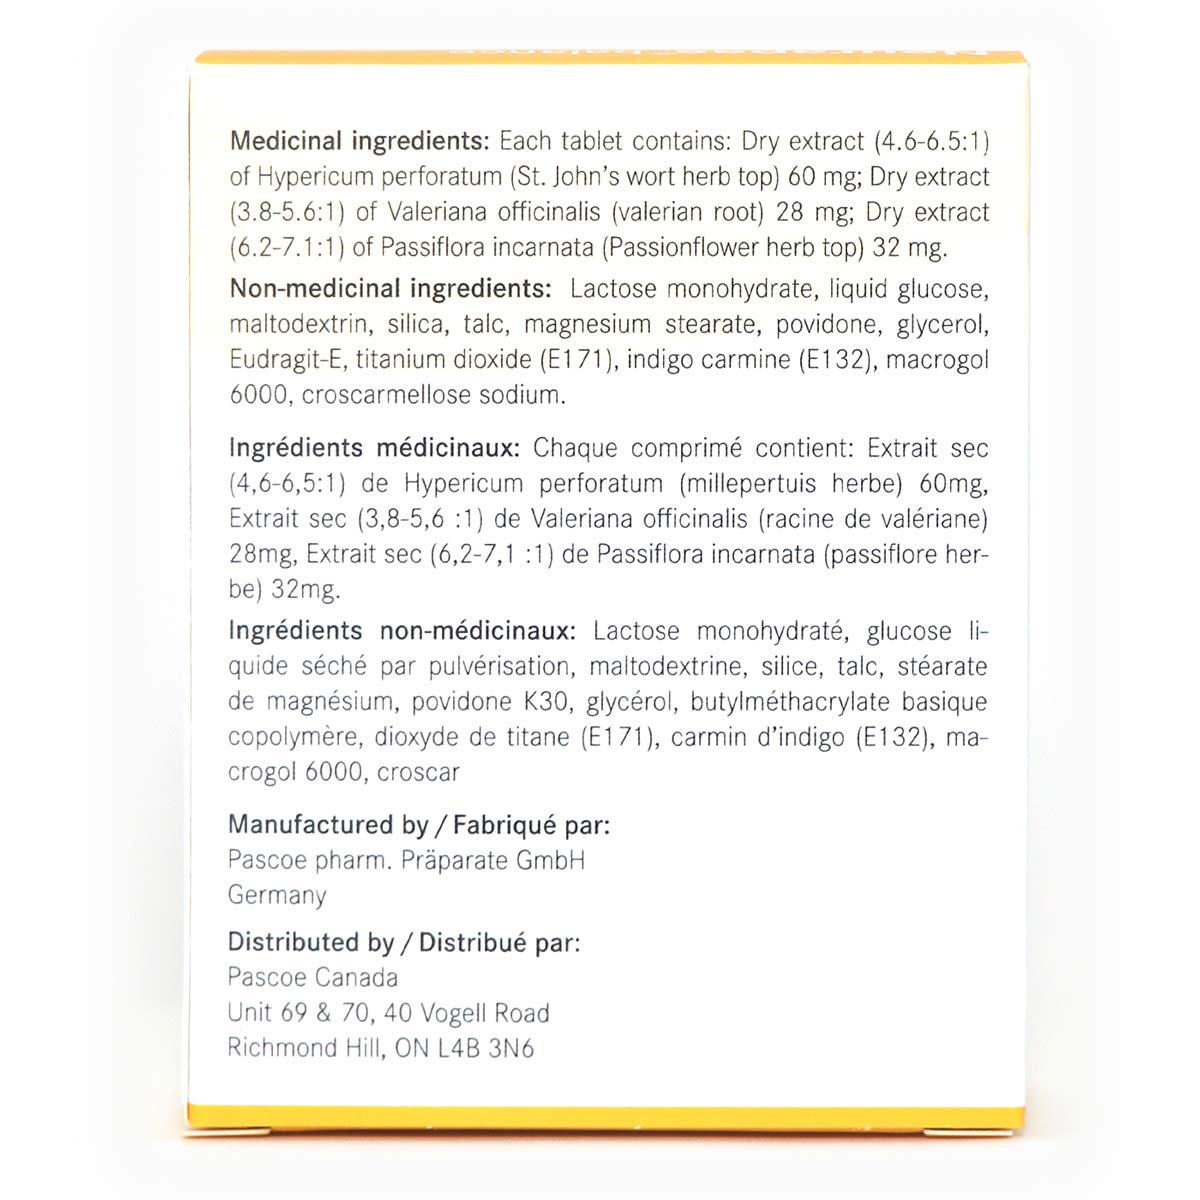 Neurapas® balance
Medicinal ingredients: Each tablet contains: Dry extract (4.6-6.5:1)
of Hypericum perforatum (St. John's wort herb top) 60 mg; Dry extract
(3.8-5.6:1) of Valeriana officinalis (valerian root) 28 mg; Dry extract
(6.2-7.1:1) of Passiflora incarnata (Passionflower herb top) 32 mg.
Non-medicinal ingredients: Lactose monohydrate, liquid glucose,
maltodextrin, silica, talc, magnesium stearate, povidone, glycerol,
Eudragit-E, titanium dioxide (E171), indigo carmine (E132), macrogol
6000, croscarmellose sodium.
Ingrédients médicinaux: Chaque comprimé contient: Extrait sec
(4,6-6,5:1) de Hypericum perforatum (millepertuis herbe) 60mg,
Extrait sec (3,8-5,6 :1) de Valeriana officinalis (racine de valériane)
28mg, Extrait sec (6,2-7,1 :1) de Passiflora incarnata (passiflore her-
be) 32mg.
Ingrédients non-médicinaux: Lactose monohydraté, glucose li-
quide séché par pulvérisation, maltodextrine, silice, talc, stéarate
de magnésium, povidone K30, glycérol, butylméthacrylate basique
copolymère, dioxyde de titane (E171), carmin d'indigo (E132), ma-
crogol 6000, croscar
Manufactured by / Fabriqué par:
Pascoe pharm. Präparate GmbH
Germany
Distributed by / Distribué par:
Pascoe Canada
Unit 69 & 70, 40 Vogell Road
Richmond Hill, ON L4B 3N6